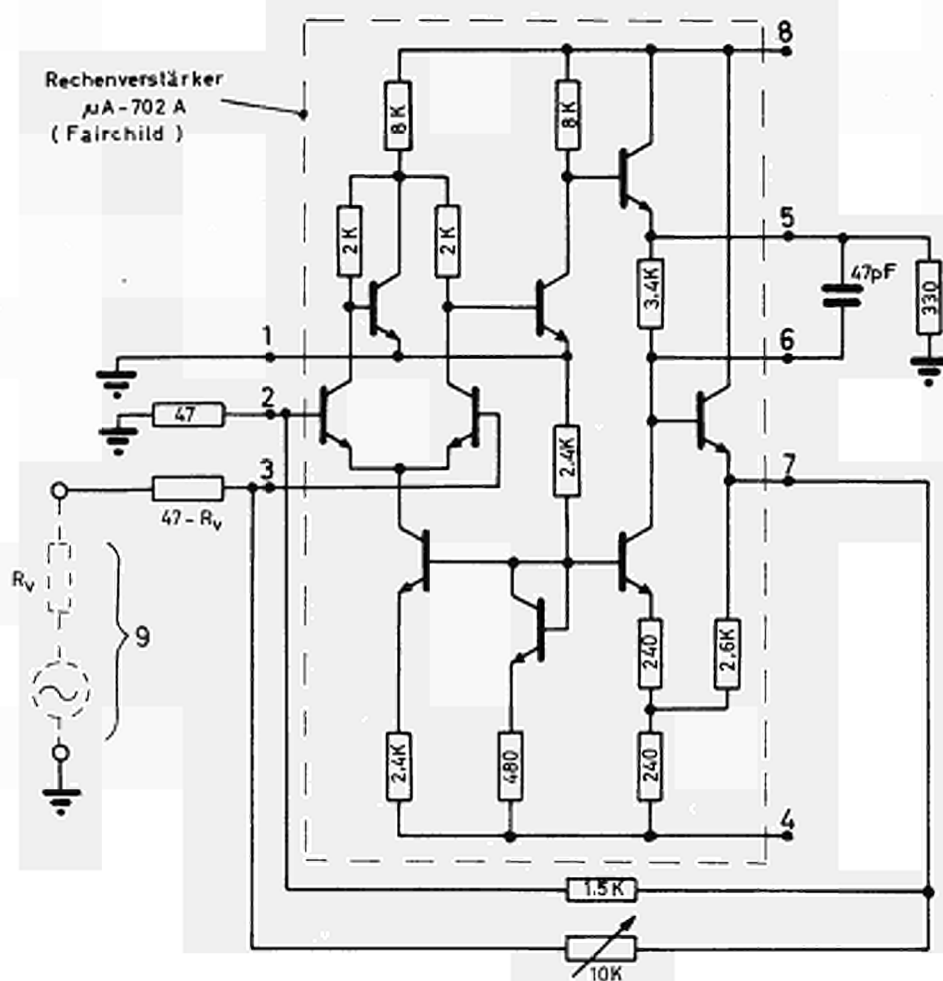 Rechenverstärker
µA-702 A
( Fairchild )
8
8K
8K
2K
2K
5
3.4K
47pF
330
1
6
2
47
3
2.4K
7
47-Rv
Rv
9
240
2,6K
2.4K
480
240
4
1.5K
10K